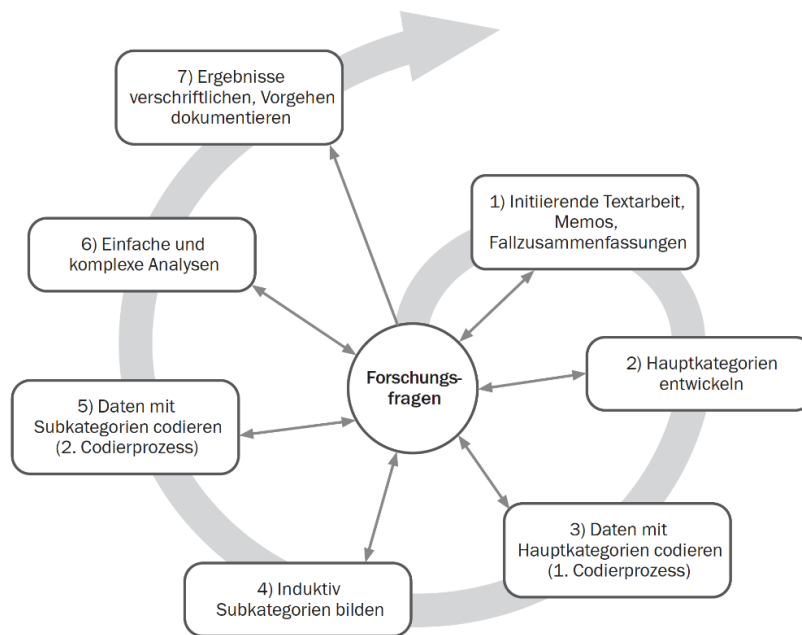 7) Ergebnisse
verschriftlichen, Vorgehen
dokumentieren
1) Initiierende Textarbeit,
Memos,
Fallzusammenfassungen
6) Einfache und
komplexe Analysen
Forschungs-
fragen
2) Hauptkategorien
entwickeln
5) Daten mit
Subkategorien codieren
(2. Codierprozess)
3) Daten mit
Hauptkategorien codieren
(1. Codierprozess)
4) Induktiv
Subkategorien bilden